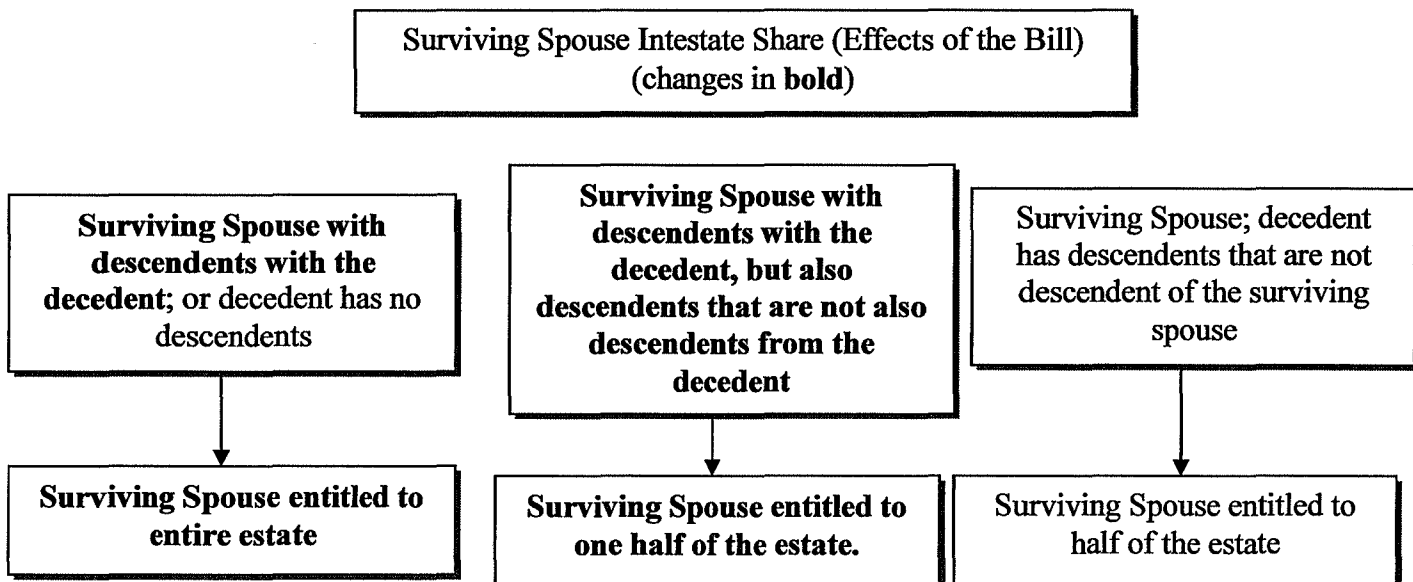 Surviving Spouse Intestate Share (Effects of the Bill)
(changes in bold)
Surviving Spouse with
descendents with the
decedent; or decedent has no
descendents
Surviving Spouse entitled to
entire estate
Surviving Spouse with
descendents with the
decedent, but also
descendents that are not also
descendents from the
decedent
Surviving Spouse entitled to
one half of the estate.
Surviving Spouse; decedent
has descendents that are not
descendent of the surviving
spouse
Surviving Spouse entitled to
half of the estate